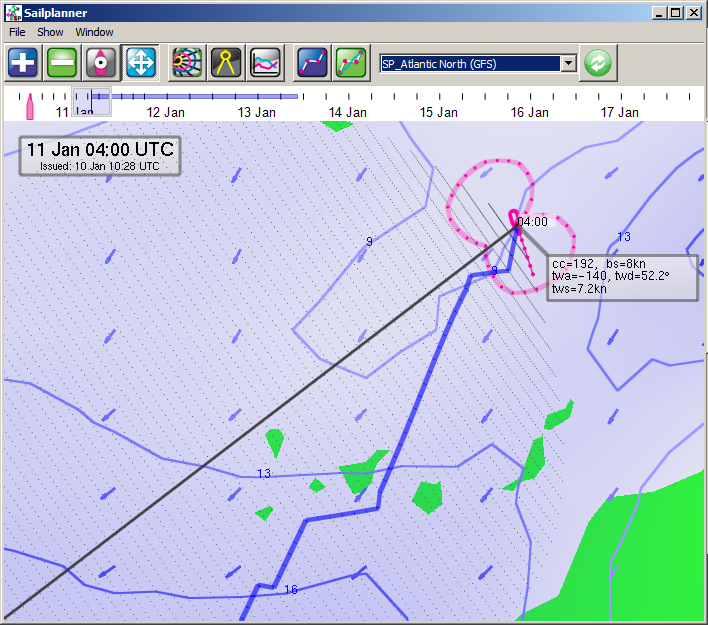 Sailplanner
File Show Window
SP_Atlantic North (GFS)
11 Jan 12 Jan 13 Jan 14 Jan 15 Jan 16 Jan 17 Jan
11 Jan 04:00 UTC
Issued: 10 Jan 10:28 UTC
04:00
9
13
cc=192, bs=8kn
twa=-140, twd=52.2°
tws=7.2kn
9
13
16